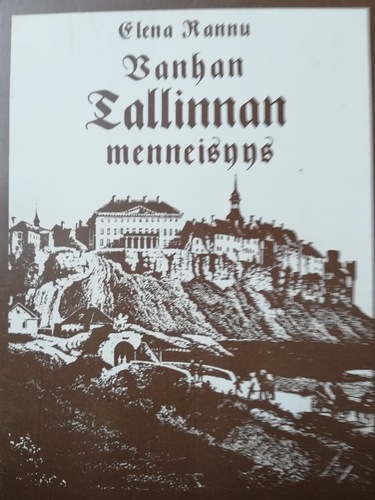 Elena Rannu
Vanhan
Tallinnan
menneisyys